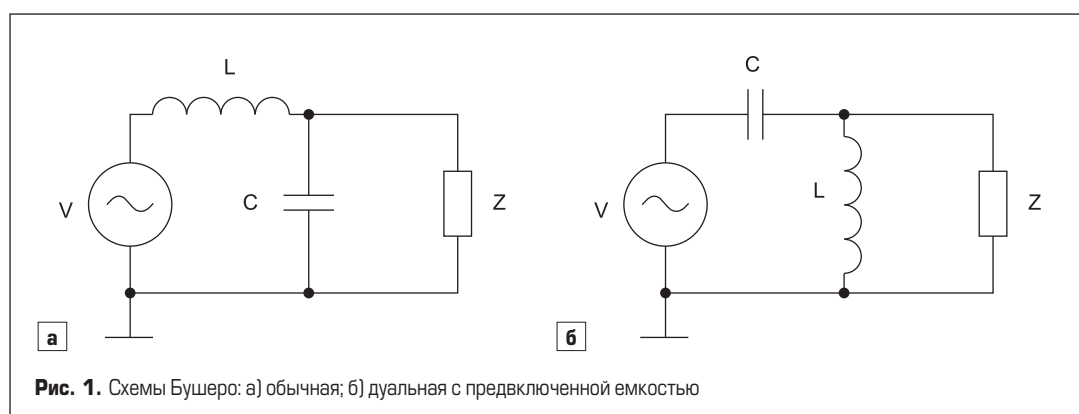 L
C
V
C
Z
V
L
Z
а
б
Рис. 1. Схемы Бушеро: а) обычная; б) дуальная с предвключенной емкостью